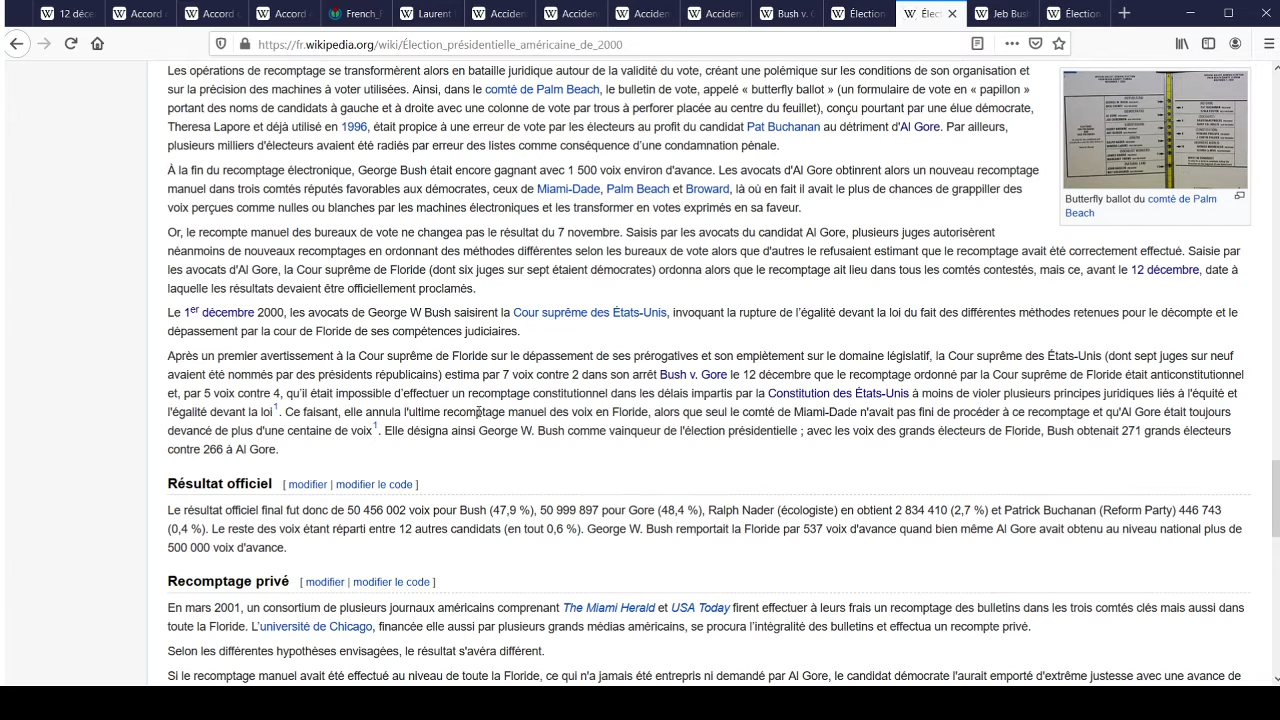 12 déce
Accord
Accord
Accord
French_F
Laurent
Acciden
Acciden
Acciden
Acciden
Bush v. G
Élection
Élect
Jeb Bus
Élection
https://fr.wikipedia.org/wiki/Élection_présidentielle_américaine_de_2000
Les opérations de recomptage se transformèrent alors en bataille juridique autour de la validité du vote, créant une polémique sur les conditions de son organisation et
sur la précision des machines à voter utilisées. Ainsi, dans le comté de Palm Beach, le bulletin de vote, appelé « butterfly ballot » (un formulaire de vote en « papillon »
portant des noms de candidats à gauche et à droite avec une colonne de vote par trous à perforer placée au centre du feuillet), conçu pourtant par une élue démocrate,
Theresa Lapore et déjà utilisé en 1996, était propice à une erreur de vote par les électeurs au profit du candidat Pat Buchanan au détriment d'Al Gore. Par ailleurs,
plusieurs milliers d'électeurs avaient été radiés par erreur des listes comme conséquence d'une condamnation pénale.
À la fin du recomptage électronique, George Bush était encore gagnant avec 1 500 voix environ d'avance. Les avocats d'Al Gore obtinrent alors un nouveau recomptage
manuel dans trois comtés réputés favorables aux démocrates, ceux de Miami-Dade, Palm Beach et Broward, là où en fait il avait le plus de chances de grappiller des
voix perçues comme nulles ou blanches par les machines électroniques et les transformer en votes exprimés en sa faveur.
Butterfly ballot du comté de Palm
Beach
Or, le recompte manuel des bureaux de vote ne changea pas le résultat du 7 novembre. Saisis par les avocats du candidat Al Gore, plusieurs juges autorisèrent
néanmoins de nouveaux recomptages en ordonnant des méthodes différentes selon les bureaux de vote alors que d'autres le refusaient estimant que le recomptage avait été correctement effectué. Saisie par
les avocats d'Al Gore, la Cour suprême de Floride (dont six juges sur sept étaient démocrates) ordonna alors que le recomptage ait lieu dans tous les comtés contestés, mais ce, avant le 12 décembre, date à
laquelle les résultats devaient être officiellement proclamés.
Le 1er décembre 2000, les avocats de George W Bush saisirent la Cour suprême des États-Unis, invoquant la rupture de l'égalité devant la loi du fait des différentes méthodes retenues pour le décompte et le
dépassement par la cour de Floride de ses compétences judiciaires.
Après un premier avertissement à la Cour suprême de Floride sur le dépassement de ses prérogatives et son empiètement sur le domaine législatif, la Cour suprême des États-Unis (dont sept juges sur neuf
avaient été nommés par des présidents républicains) estima par 7 voix contre 2 dans son arrêt Bush v. Gore le 12 décembre que le recomptage ordonné par la Cour suprême de Floride était anticonstitutionnel
et, par 5 voix contre 4, qu'il était impossible d'effectuer un recomptage constitutionnel dans les délais impartis par la Constitution des États-Unis à moins de violer plusieurs principes juridiques liés à l'équité et
l'égalité devant la loi1. Ce faisant, elle annula l'ultime recomptage manuel des voix en Floride, alors que seul le comté de Miami-Dade n'avait pas fini de procéder à ce recomptage et qu'Al Gore était toujours
devancé de plus d'une centaine de voix1. Elle désigna ainsi George W. Bush comme vainqueur de l'élection présidentielle ; avec les voix des grands électeurs de Floride, Bush obtenait 271 grands électeurs
contre 266 à Al Gore.
Résultat officiel [ modifier | modifier le code ]
Le résultat officiel final fut donc de 50 456 002 voix pour Bush (47,9 %), 50 999 897 pour Gore (48,4 %), Ralph Nader (écologiste) en obtient 2 834 410 (2,7 %) et Patrick Buchanan (Reform Party) 446 743
(0,4 %). Le reste des voix étant réparti entre 12 autres candidats (en tout 0,6 %). George W. Bush remportait la Floride par 537 voix d'avance quand bien même Al Gore avait obtenu au niveau national plus de
500 000 voix d'avance.
Recomptage privé [ modifier | modifier le code ]
En mars 2001, un consortium de plusieurs journaux américains comprenant The Miami Herald et USA Today firent effectuer à leurs frais un recomptage des bulletins dans les trois comtés clés mais aussi dans
toute la Floride. L'université de Chicago, financée elle aussi par plusieurs grands médias américains, se procura l'intégralité des bulletins et effectua un recompte privé.
Selon les différentes hypothèses envisagées, le résultat s'avéra différent.
Si le recomptage manuel avait été effectué au niveau de toute la Floride, ce qui n'a jamais été entrepris ni demandé par Al Gore, le candidat démocrate l'aurait emporté d'extrême justesse avec une avance de